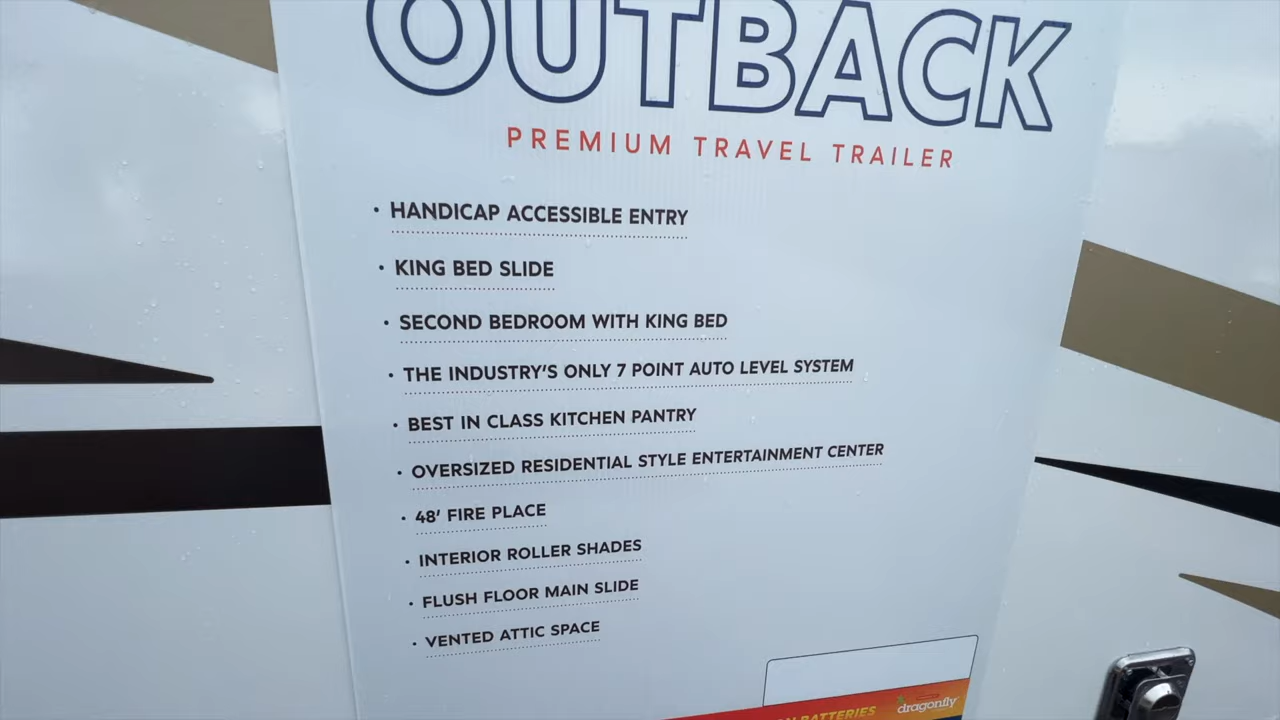 OUTBACK
PREMIUM TRAVEL TRAILER
• HANDICAP ACCESSIBLE ENTRY
• KING BED SLIDE
• SECOND BEDROOM WITH KING BED
• THE INDUSTRY'S ONLY 7 POINT AUTO LEVEL SYSTEM
• BEST IN CLASS KITCHEN PANTRY
• OVERSIZED RESIDENTIAL STYLE ENTERTAINMENT CENTER
• 48' FIRE PLACE
• INTERIOR ROLLER SHADES
• FLUSH FLOOR MAIN SLIDE
• VENTED ATTIC SPACE
BATTERIES
dragonfly